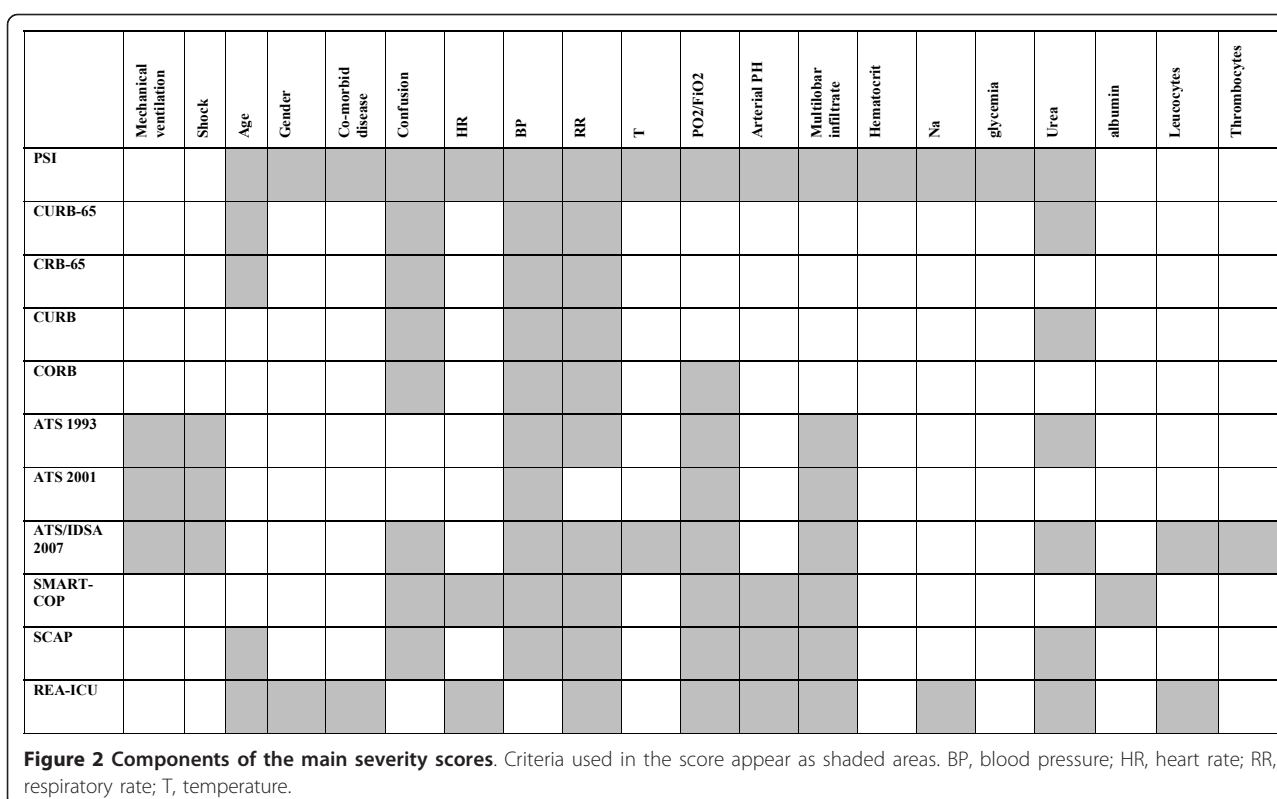 Mechanical
ventilation
Shock
Age
Gender
Co-morbid
disease
Confusion
HR
BP
RR
T
PO2/FiO2
Arterial PH
Multilobar
infiltrate
Hematocrit
Na
glycemia
Urea
albumin
Leucocytes
Thrombocytes
PSI
CURB-65
CRB-65
CURB
CORB
ATS 1993
ATS 2001
ATS/IDSA
2007
SMART-
COP
SCAP
REA-ICU
Figure 2 Components of the main severity scores. Criteria used in the score appear as shaded areas. BP, blood pressure; HR, heart rate; RR,
respiratory rate; T, temperature.